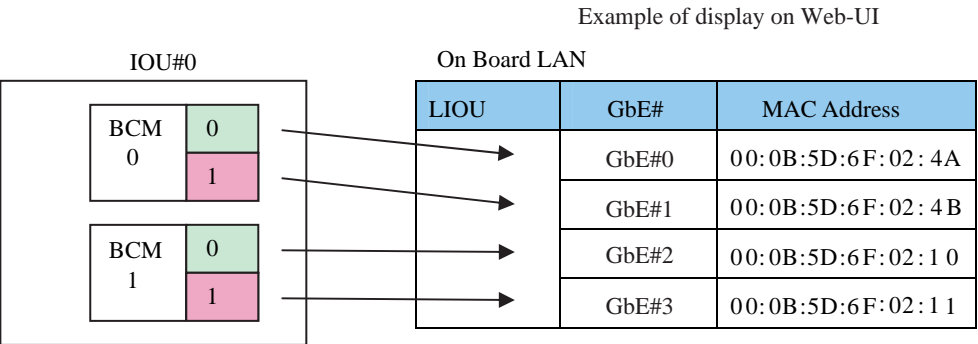 Example of display on Web-UI
IOU#0
On Board LAN
LIOU GbE# MAC Address
BCM 0 0
1
BCM 1 0
1
GbE#0 00:0B:5D:6F:02:4A
GbE#1 00:0B:5D:6F:02:4B
GbE#2 00:0B:5D:6F:02:10
GbE#3 00:0B:5D:6F:02:11